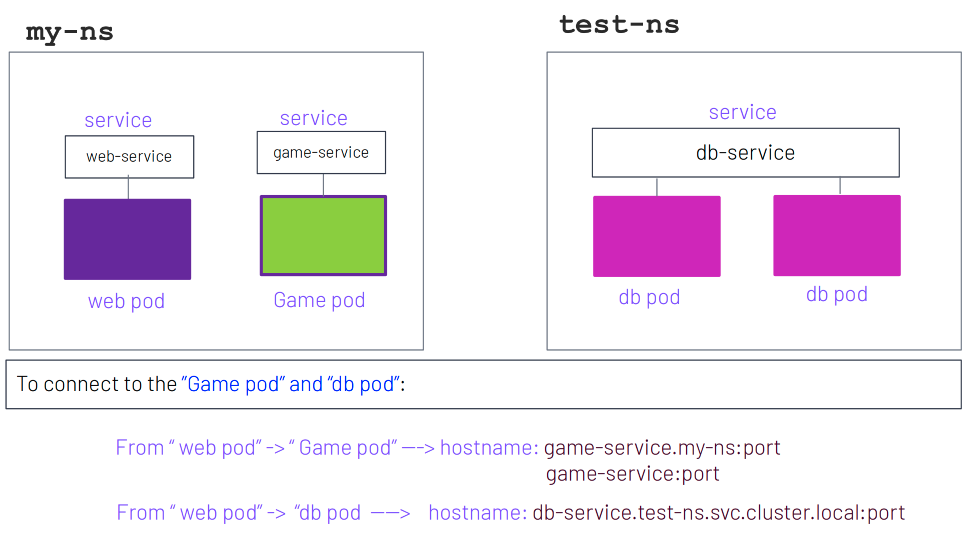 my-ns
test-ns
service
service
service
web-service
game-service
db-service
web pod
Game pod
db pod
db pod
To connect to the ”Game pod” and “db pod”:
From “ web pod” -> “ Game pod” —-> hostname: game-service.my-ns:port
game-service:port
From “ web pod” -> “db pod ——> hostname: db-service.test-ns.svc.cluster.local:port